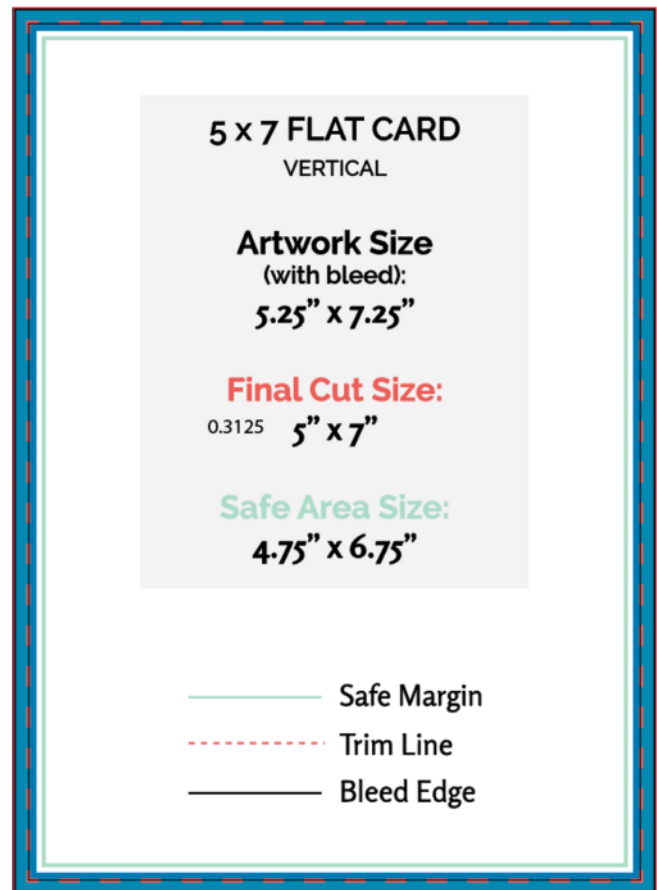 5 x 7 FLAT CARD
VERTICAL
Artwork Size
(with bleed):
5.25” x 7.25”
Final Cut Size:
0.3125 5” x 7”
Safe Area Size:
4.75” x 6.75”
Safe Margin
Trim Line
Bleed Edge